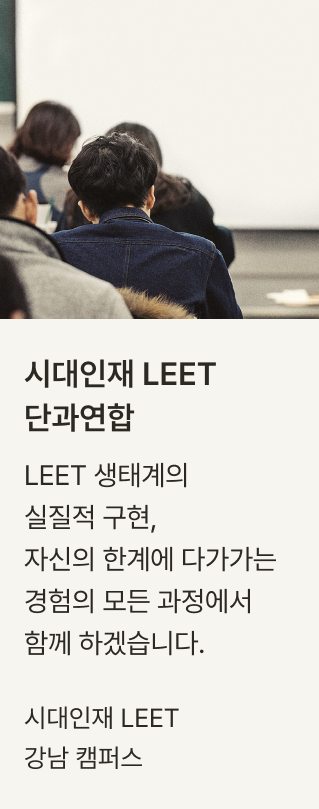 시대인재 LEET
단과연합
LEET 생태계의
실질적 구현,
자신의 한계에 다가가는
경험의 모든 과정에서
함께 하겠습니다.
시대인재 LEET
강남 캠퍼스